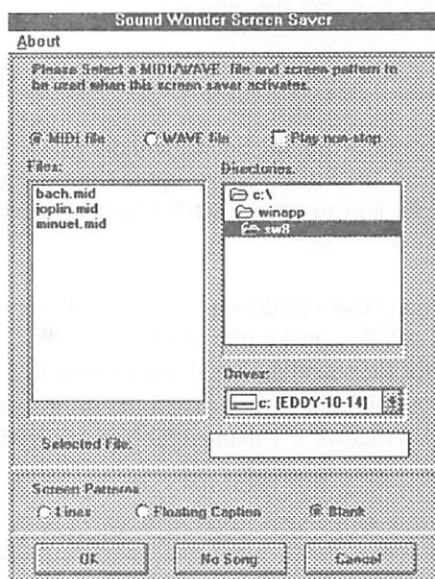 Sound Wonder Screen Saver
About
Please Select a MIDI/WAVE file and screen pattern to
be used when this screen saver activates.
MIDI file WAVE file Play non-stop
Files: Directories:
bach.mid
joplin.mid
minuet.mid
c:\
winapp
sw8
Driver:
c: [EDDY-10-14]
Selected File:
Screen Patterns
Lines Floating Caption Blank
OK No Song Cancel